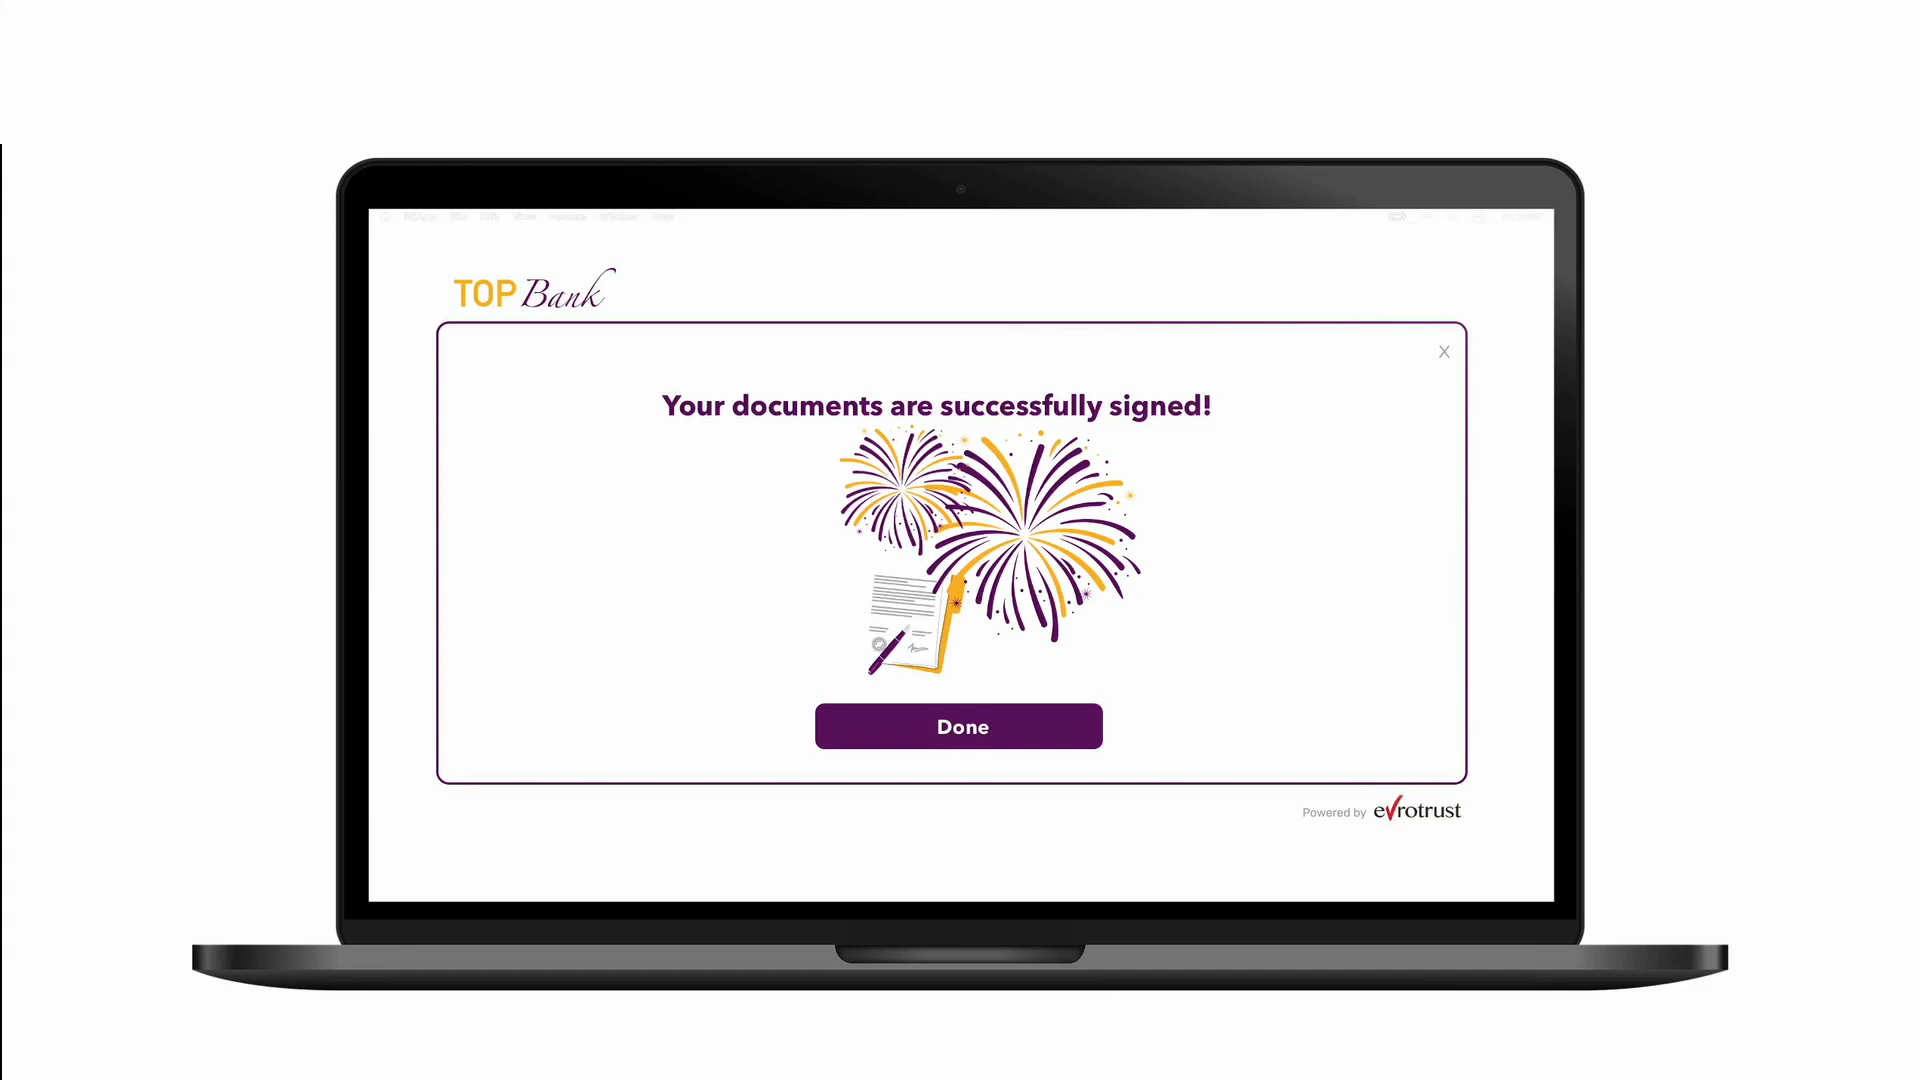 TOP Bank
X
Your documents are successfully signed!
Done
Powered by evrotrust